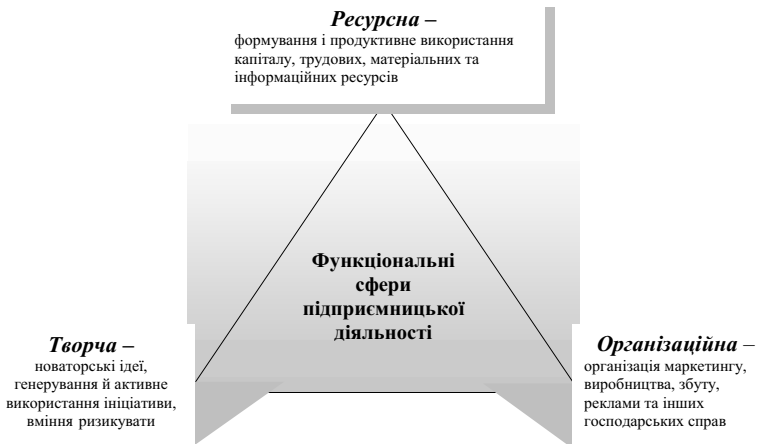 Ресурсна –
формування і продуктивне використання
капіталу, трудових, матеріальних та
інформаційних ресурсів
Функціональні
сфери
підприємницької
діяльності
Творча –
новаторські ідеї,
генерування й активне
використання ініціативи,
вміння ризикувати
Організаційна –
організація маркетингу,
виробництва, збуту,
реклами та інших
господарських справ